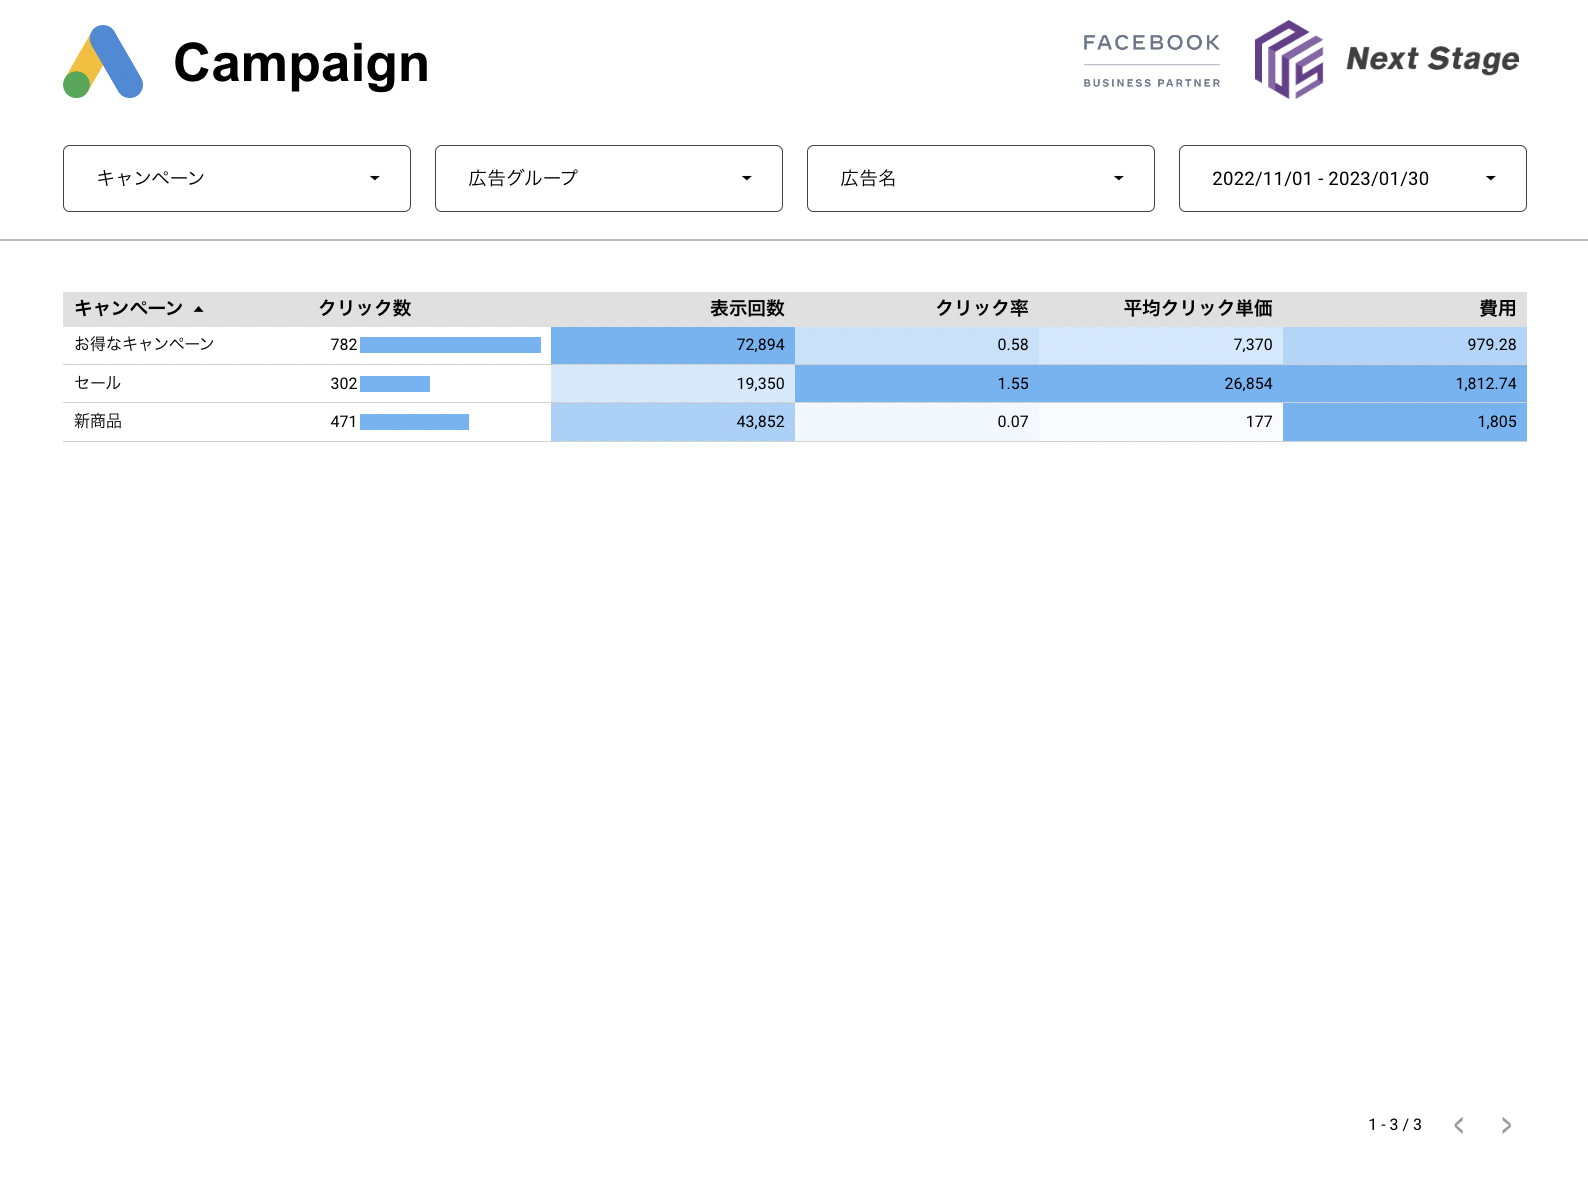 Campaign
FACEBOOK
BUSINESS PARTNER
Next Stage
キャンペーン
広告グループ
広告名
2022/11/01 - 2023/01/30
キャンペーン クリック数 表示回数 クリック率 平均クリック単価 費用
お得なキャンペーン 782 72,894 0.58 7,370 979.28
セール 302 19,350 1.55 26,854 1,812.74
新商品 471 43,852 0.07 177 1,805
1 - 3 / 3